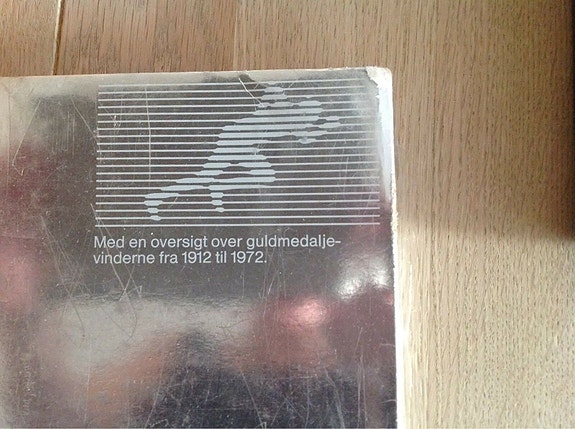 Med en oversigt over guldmedalje-
vinderne fra 1912 til 1972.